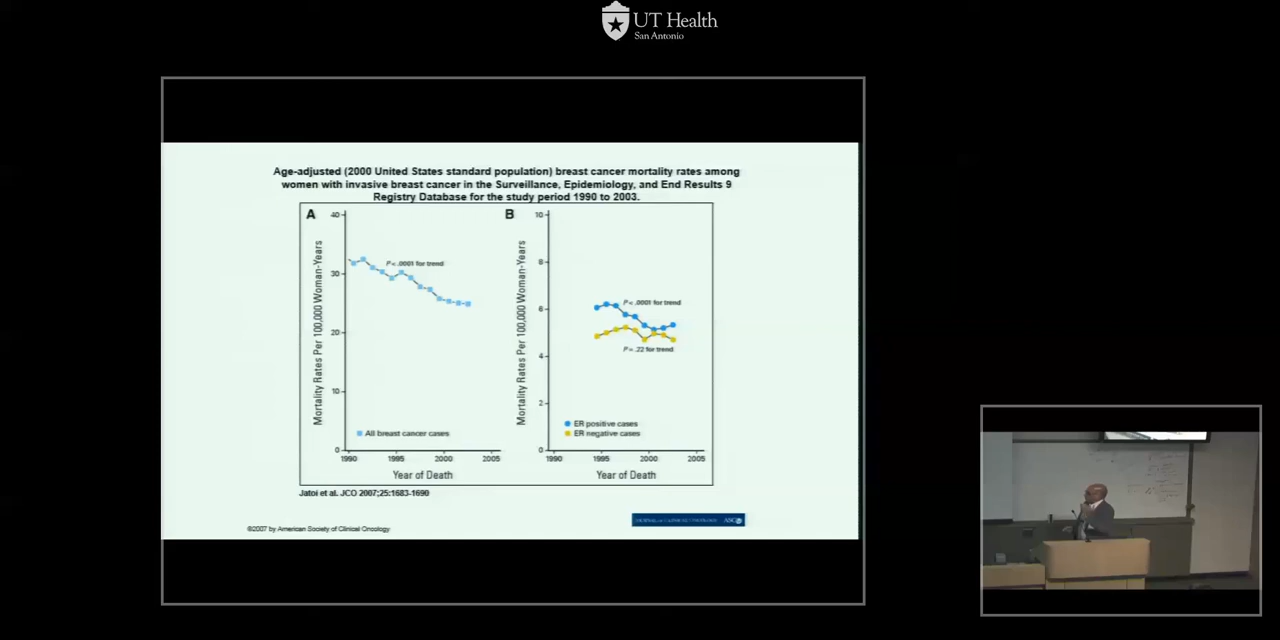 UT Health
San Antonio
Age-adjusted (2000 United States standard population) breast cancer mortality rates among
women with invasive breast cancer in the Surveillance, Epidemiology, and End Results 9
Registry Database for the study period 1990 to 2003.
A
Mortality Rates Per 100,000 Woman-Years
40
30
20
10
0
P < .0001 for trend
All breast cancer cases
1990
1995
2000
2005
Year of Death
B
Mortality Rates Per 100,000 Woman-Years
10
8
6
4
2
0
P < .0001 for trend
P = .22 for trend
ER positive cases
ER negative cases
1990
1995
2000
2005
Year of Death
Jatoi et al. JCO 2007;25:1683-1690
©2007 by American Society of Clinical Oncology
JOURNAL OF CLINICAL ONCOLOGY
ASCO